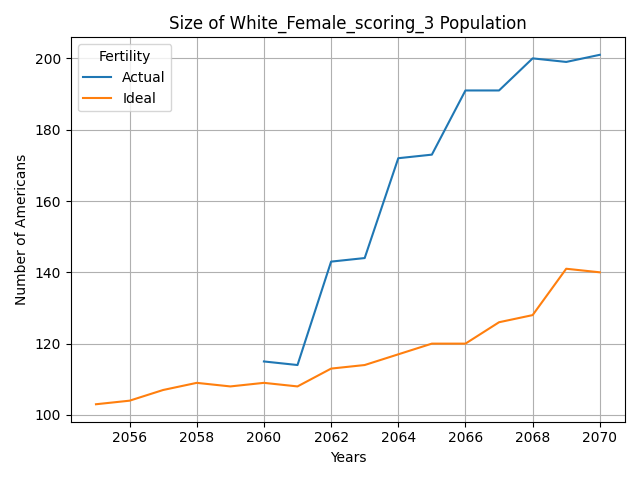 Size of White_Female_scoring_3 Population
Fertility
Actual
Ideal
Number of Americans
200
180
160
140
120
100
2056 2058 2060 2062 2064 2066 2068 2070
Years